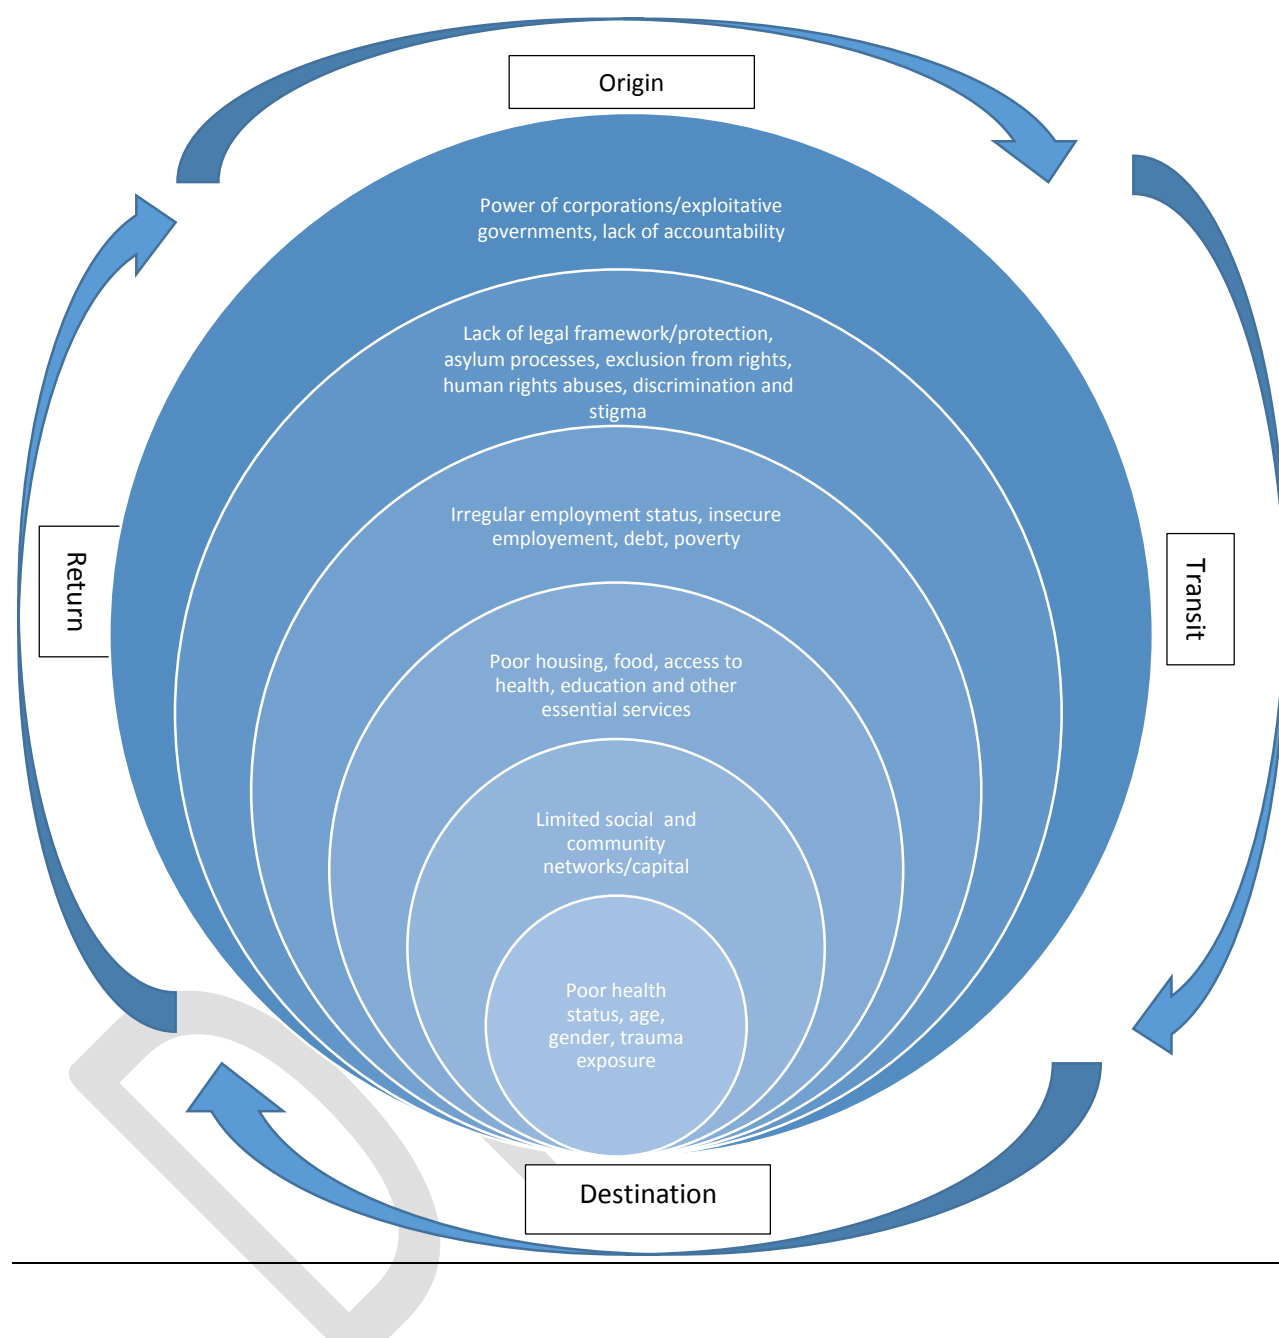 Origin
Power of corporations/exploitative
governments, lack of accountability
Lack of legal framework/protection,
asylum processes, exclusion from rights,
human rights abuses, discrimination and
stigma
Irregular employment status, insecure
employement, debt, poverty
Return
Transit
Poor housing, food, access to
health, education and other
essential services
Limited social and
community
networks/capital
Poor health
status, age,
gender, trauma
exposure
Destination